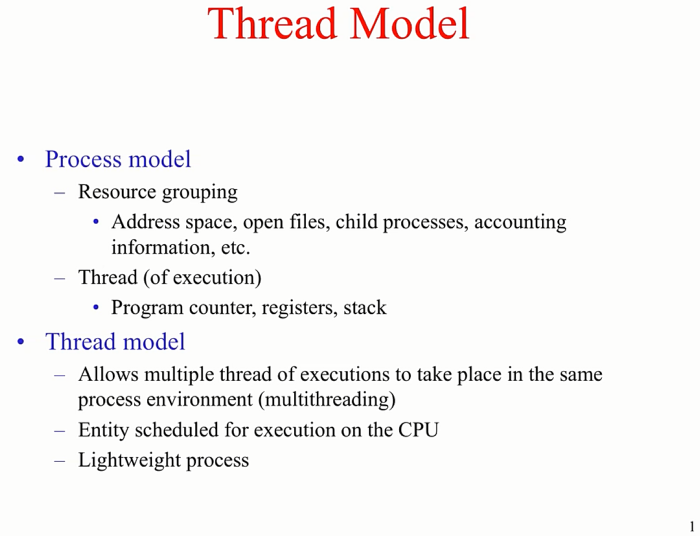 Thread Model
• Process model
– Resource grouping
• Address space, open files, child processes, accounting
information, etc.
– Thread (of execution)
• Program counter, registers, stack
• Thread model
– Allows multiple thread of executions to take place in the same
process environment (multithreading)
– Entity scheduled for execution on the CPU
– Lightweight process
1